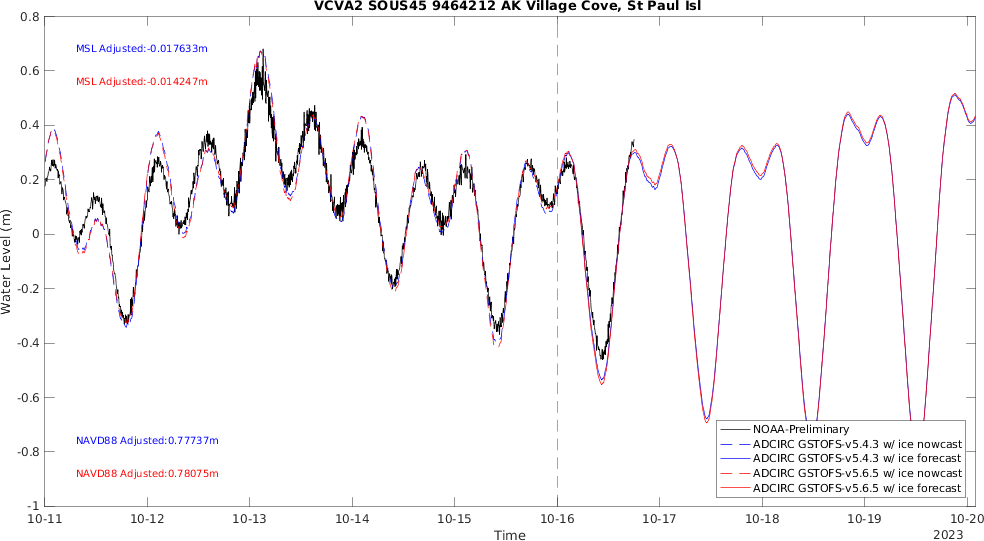 VCVA2 SOUS45 9464212 AK Village Cove, St Paul Isl
0.8
0.6
0.4
0.2
0
-0.2
-0.4
-0.6
-0.8
-1
Water Level (m)
MSL Adjusted:-0.017633m
MSL Adjusted:-0.014247m
NAVD88 Adjusted:0.77737m
NAVD88 Adjusted:0.78075m
NOAA-Preliminary
ADCIRC GSTOFS-v5.4.3 w/ ice nowcast
ADCIRC GSTOFS-v5.4.3 w/ ice forecast
ADCIRC GSTOFS-v5.6.5 w/ ice nowcast
ADCIRC GSTOFS-v5.6.5 w/ ice forecast
10-11 10-12 10-13 10-14 10-15 10-16 10-17 10-18 10-19 10-20
Time
2023